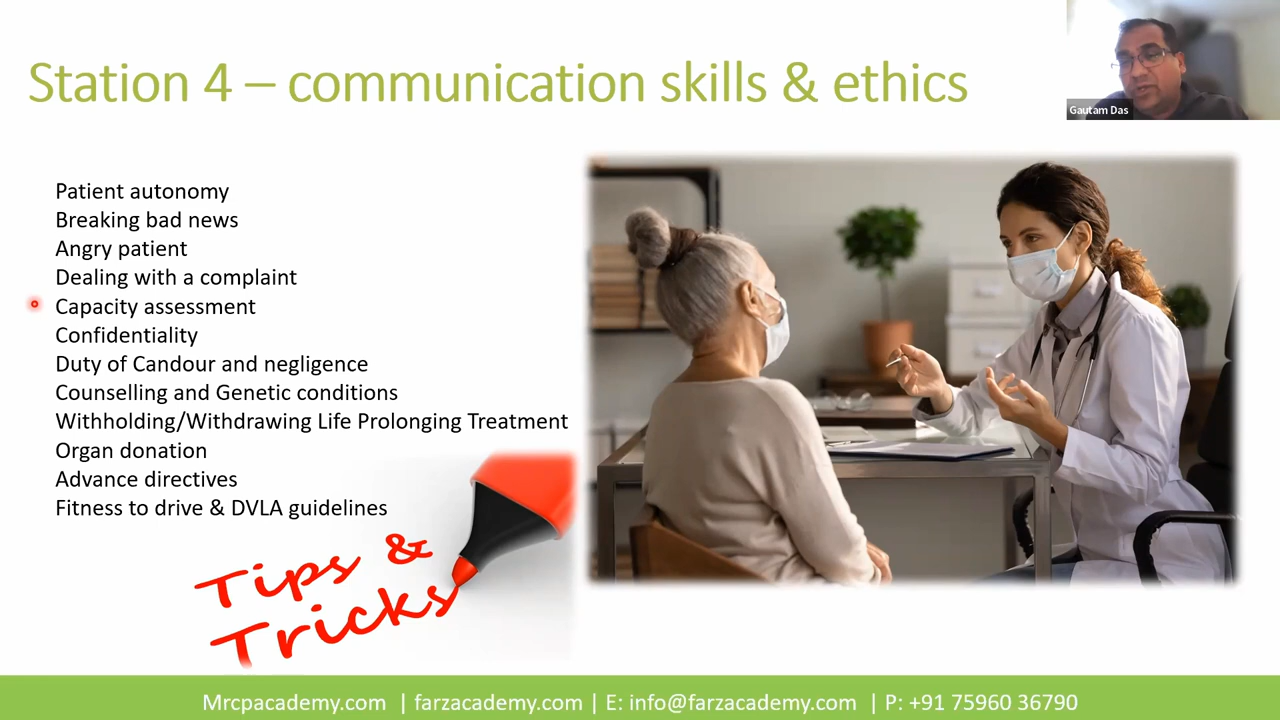 Station 4 – communication skills & ethics
Gautam Das
Patient autonomy
Breaking bad news
Angry patient
Dealing with a complaint
Capacity assessment
Confidentiality
Duty of Candour and negligence
Counselling and Genetic conditions
Withholding/Withdrawing Life Prolonging Treatment
Organ donation
Advance directives
Fitness to drive & DVLA guidelines
Tips &
Tricks
Mrcpacademy.com | farzacademy.com | E: info@farzacademy.com | P: +91 75960 36790